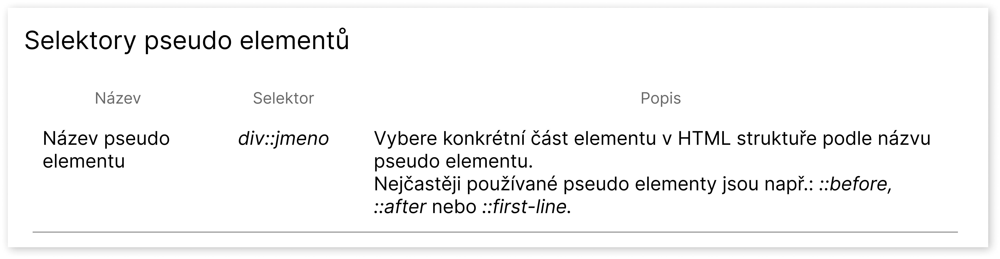 Selektory pseudo elementů
Název Selektor Popis
Název pseudo div::jmeno Vybere konkrétní část elementu v HTML struktuře podle názvu
elementu pseudo elementu.
Nejčastěji používané pseudo elementy jsou např.: ::before,
::after nebo ::first-line.